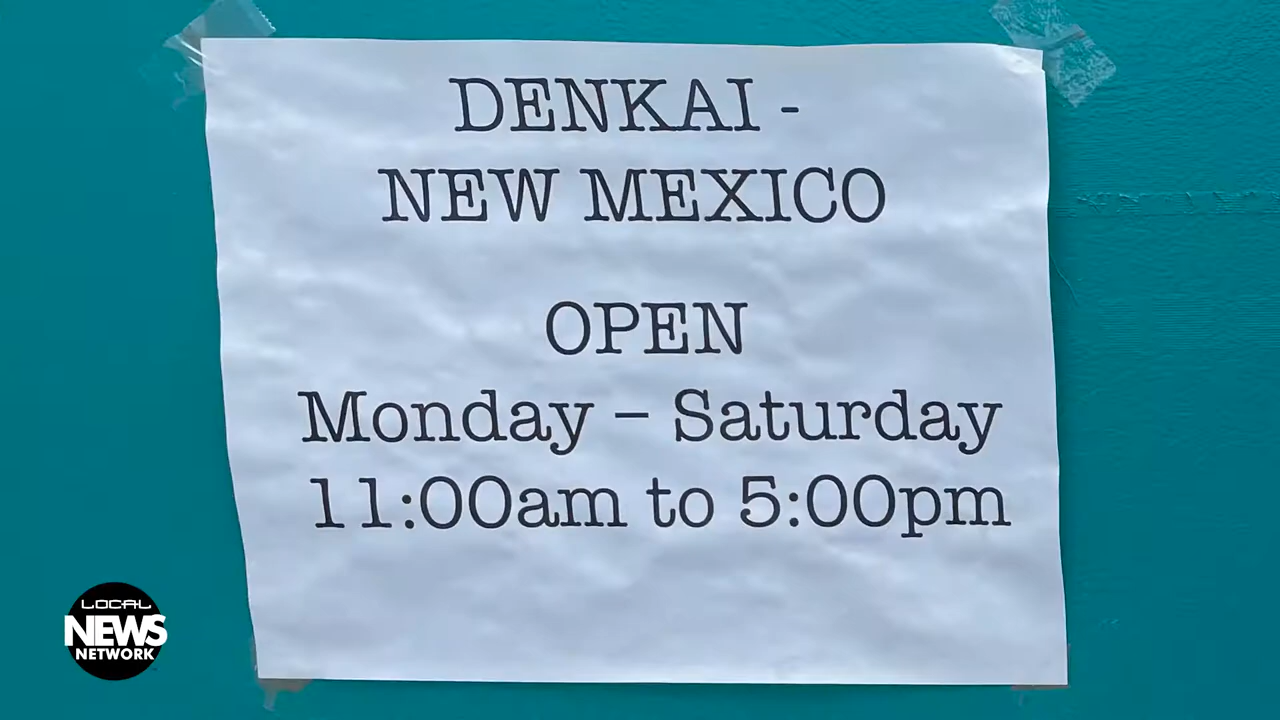 DENKAI -
NEW MEXICO
OPEN
Monday – Saturday
11:00am to 5:00pm
LOCAL
NEWS
NETWORK